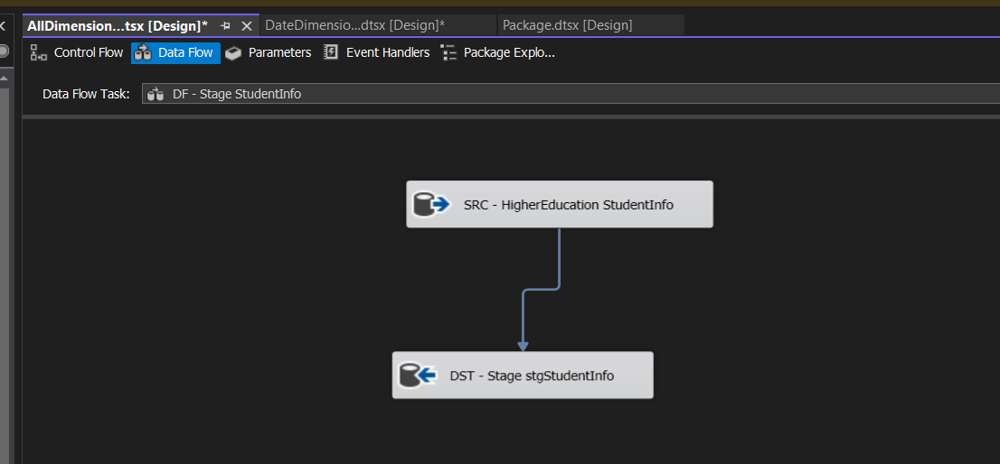 AllDimension...tsx [Design]* DateDimensio...dtsx [Design]* Package.dtsx [Design]
Control Flow Data Flow Parameters Event Handlers Package Explo...
Data Flow Task: DF - Stage StudentInfo
SRC - HigherEducation StudentInfo
DST - Stage stgStudentInfo